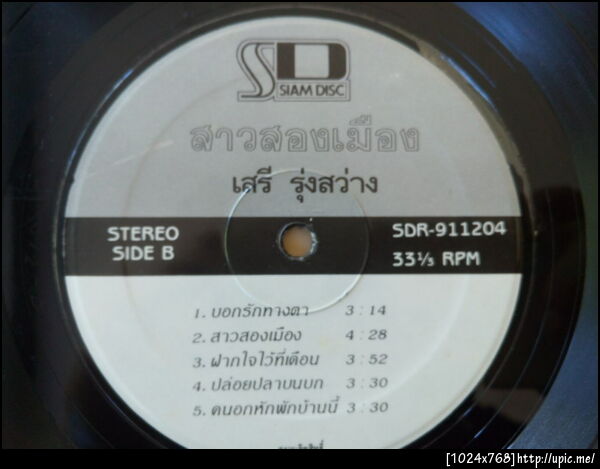 SD
SIAM DISC
สาวสองเมือง
เสรี รุ่งสว่าง
STEREO
SIDE B
SDR-911204
33⅓ RPM
1. บอกรักทางตา 3 : 14
2. สาวสองเมือง 4 : 28
3. ฝากใจไว้ที่เดือน 3 : 52
4. ปล่อยปลาบนบก 3 : 30
5. คนอกหักพักบ้านนี้ 3 : 30
[1024x768]http://upic.me/